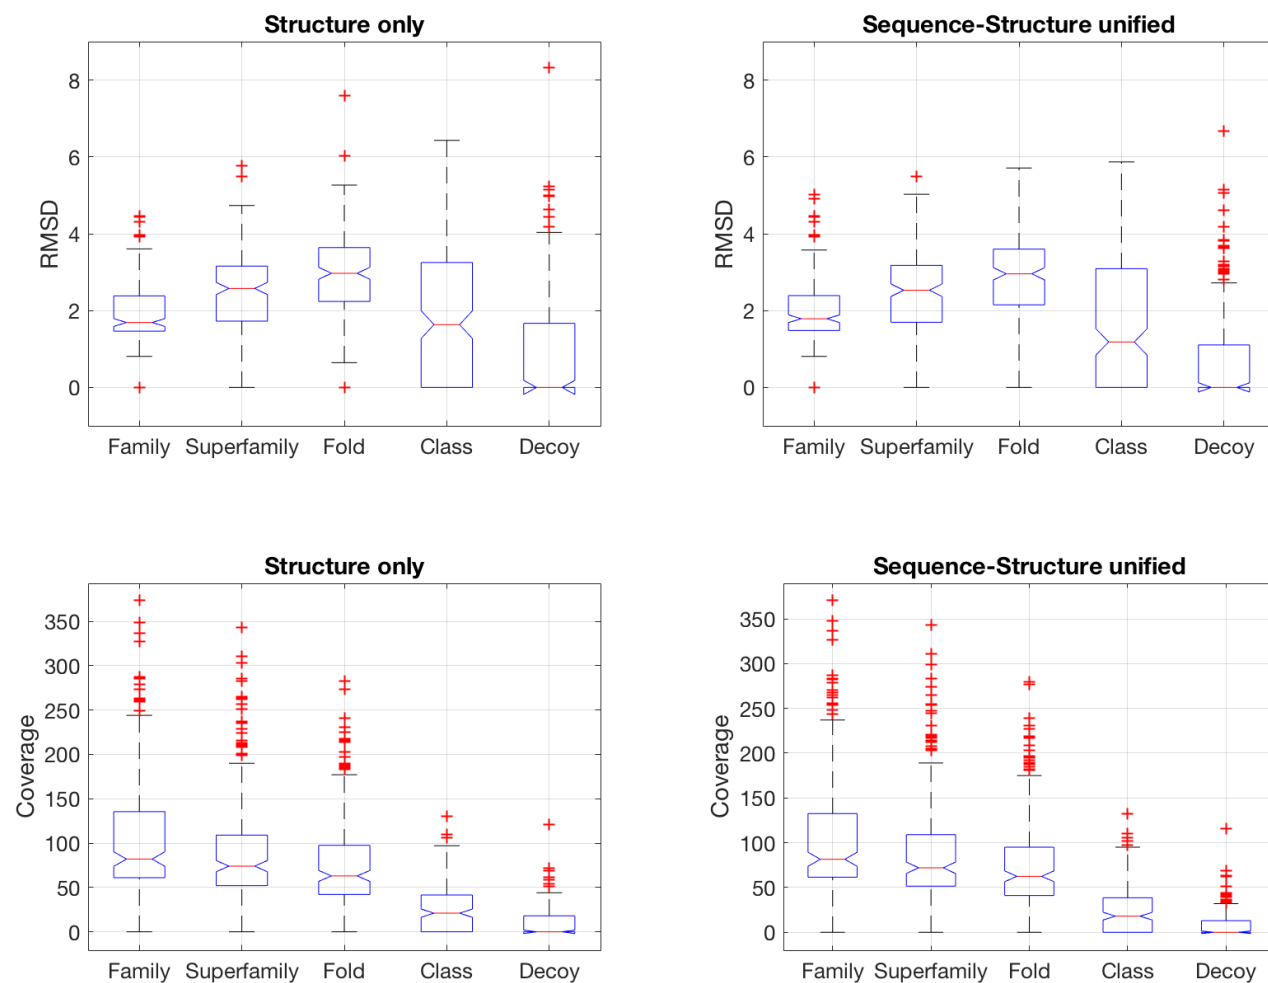 Structure only
Sequence-Structure unified
8
6
4
2
0
RMSD
Family Superfamily Fold Class Decoy
8
6
4
2
0
RMSD
Family Superfamily Fold Class Decoy
Structure only
Sequence-Structure unified
350
300
250
200
150
100
50
0
Coverage
Family Superfamily Fold Class Decoy
350
300
250
200
150
100
50
0
Coverage
Family Superfamily Fold Class Decoy